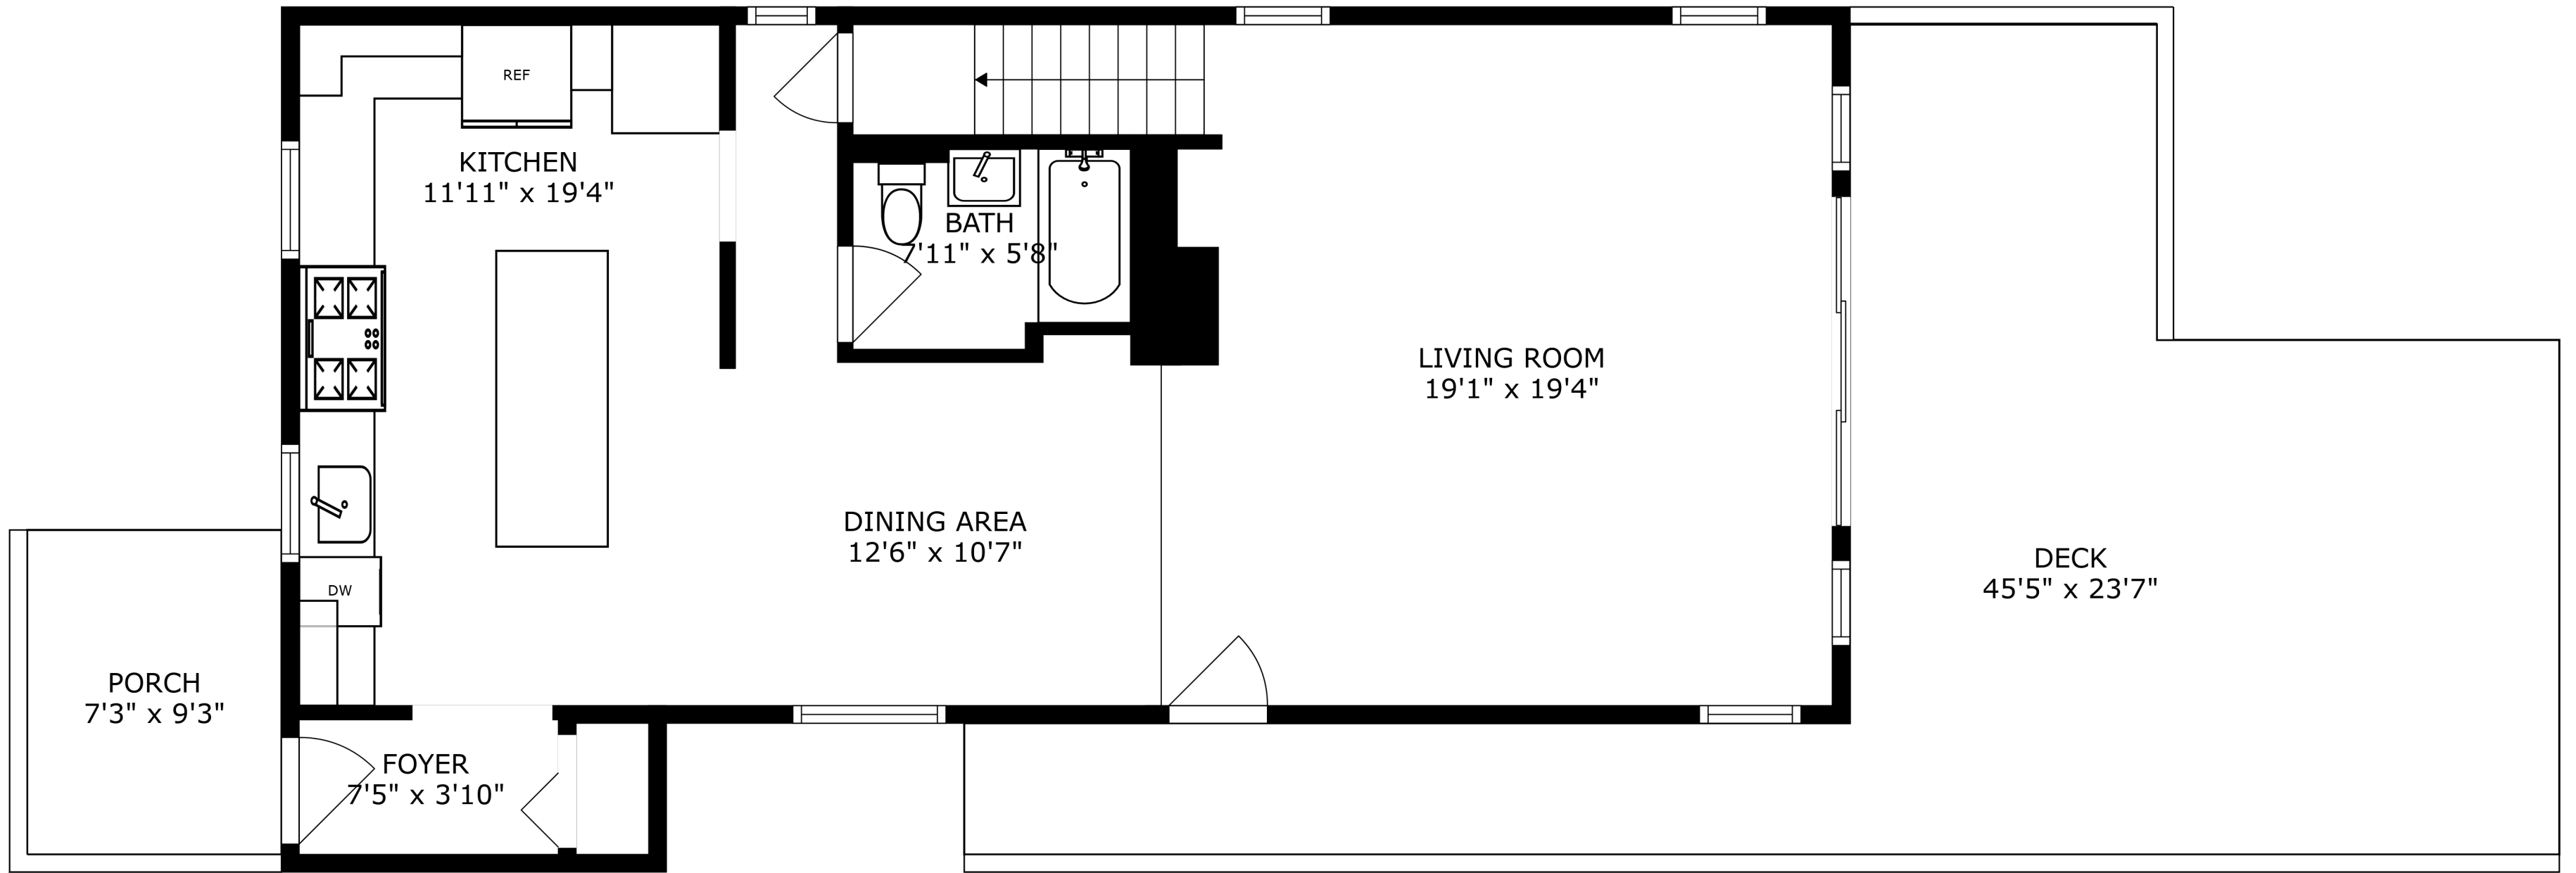 REF
KITCHEN
11'11" x 19'4"
BATH
7'11" x 5'8"
LIVING ROOM
19'1" x 19'4"
DINING AREA
12'6" x 10'7"
DECK
45'5" x 23'7"
DW
PORCH
7'3" x 9'3"
FOYER
7'5" x 3'10"